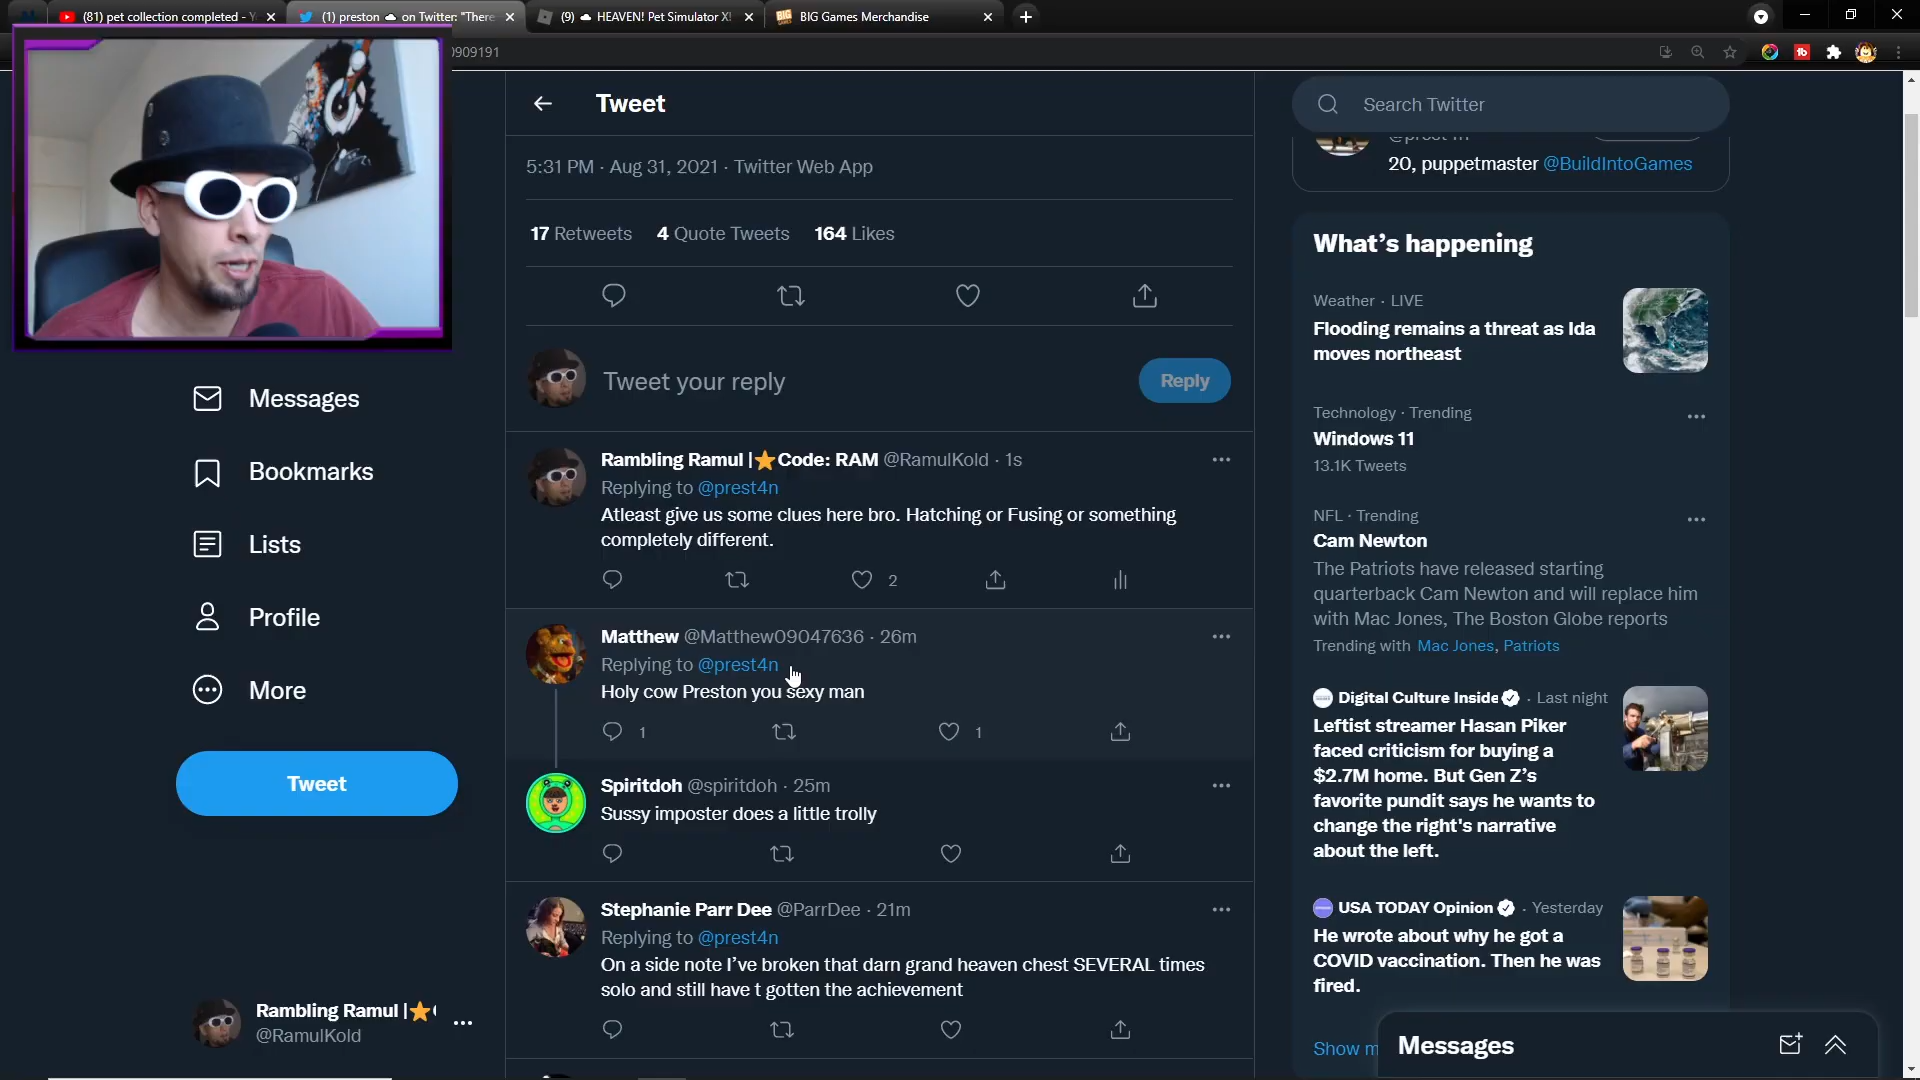 (81) pet collection completed - Y
(1) preston on Twitter: "There
(9) HEAVEN! Pet Simulator X!
BIG Games Merchandise
0909191
Tweet
Search Twitter
20, puppetmaster @BuildIntoGames
5:31 PM · Aug 31, 2021 · Twitter Web App
17 Retweets 4 Quote Tweets 164 Likes
Tweet your reply
Reply
Rambling Ramul |⭐Code: RAM @RamulKold · 1s
Replying to @prest4n
Atleast give us some clues here bro. Hatching or Fusing or something
completely different.
2
Matthew @Matthew09047636 · 26m
Replying to @prest4n
Holy cow Preston you sexy man
1
1
Spiritdoh @spiritdoh · 25m
Sussy imposter does a little trolly
Stephanie Parr Dee @ParrDee · 21m
Replying to @prest4n
On a side note I've broken that darn grand heaven chest SEVERAL times
solo and still have t gotten the achievement
Messages
Bookmarks
Lists
Profile
More
Tweet
Rambling Ramul |⭐
@RamulKold
What's happening
Weather · LIVE
Flooding remains a threat as Ida
moves northeast
Technology · Trending
Windows 11
13.1K Tweets
NFL · Trending
Cam Newton
The Patriots have released starting
quarterback Cam Newton and will replace him
with Mac Jones, The Boston Globe reports
Trending with Mac Jones, Patriots
Digital Culture Inside · Last night
Leftist streamer Hasan Piker
faced criticism for buying a
$2.7M home. But Gen Z's
favorite pundit says he wants to
change the right's narrative
about the left.
USA TODAY Opinion · Yesterday
He wrote about why he got a
COVID vaccination. Then he was
fired.
Show m
Messages